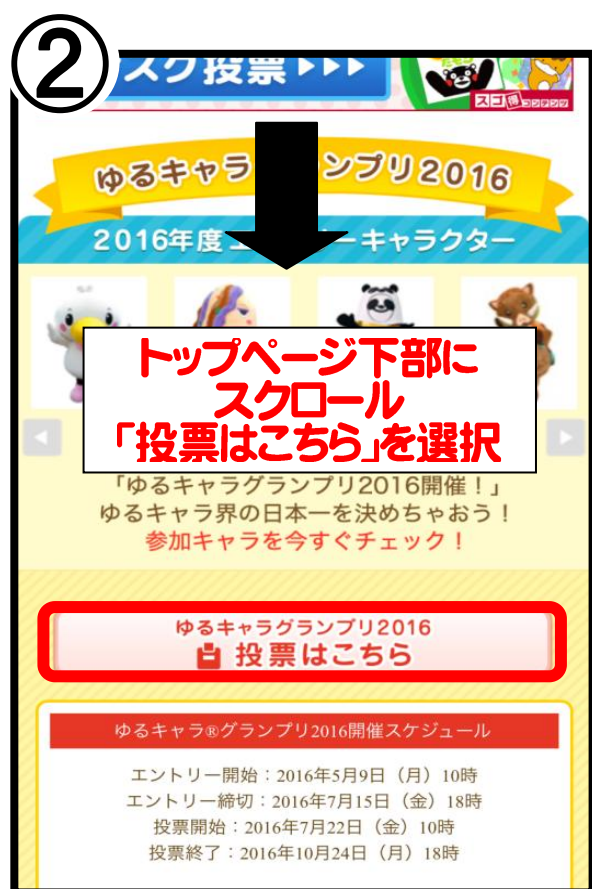 ②
スク投票▶▶▶
スゴ得コンテンツ
ゆるキャラ
ンプリ2016
2016年度エ
ーキャラクター
トップページ下部に
スクロール
「投票はこちら」を選択
「ゆるキャラグランプリ2016開催！」
ゆるキャラ界の日本一を決めちゃおう！
参加キャラを今すぐチェック！
ゆるキャラグランプリ2016
投票はこちら
ゆるキャラ®グランプリ2016開催スケジュール
エントリー開始：2016年5月9日（月）10時
エントリー締切：2016年7月15日（金）18時
投票開始：2016年7月22日（金）10時
投票終了：2016年10月24日（月）18時